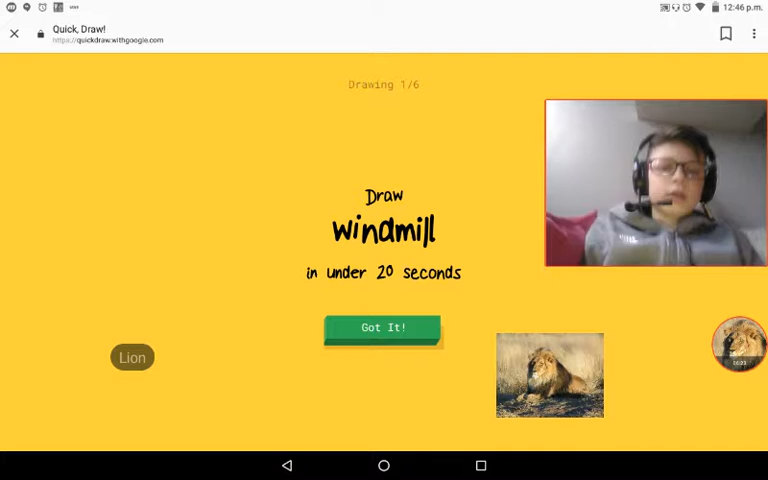 12:46 p.m.
Quick, Draw!
https://quickdraw.withgoogle.com
Drawing 1/6
Draw
windmill
in under 20 seconds
Got It!
Lion